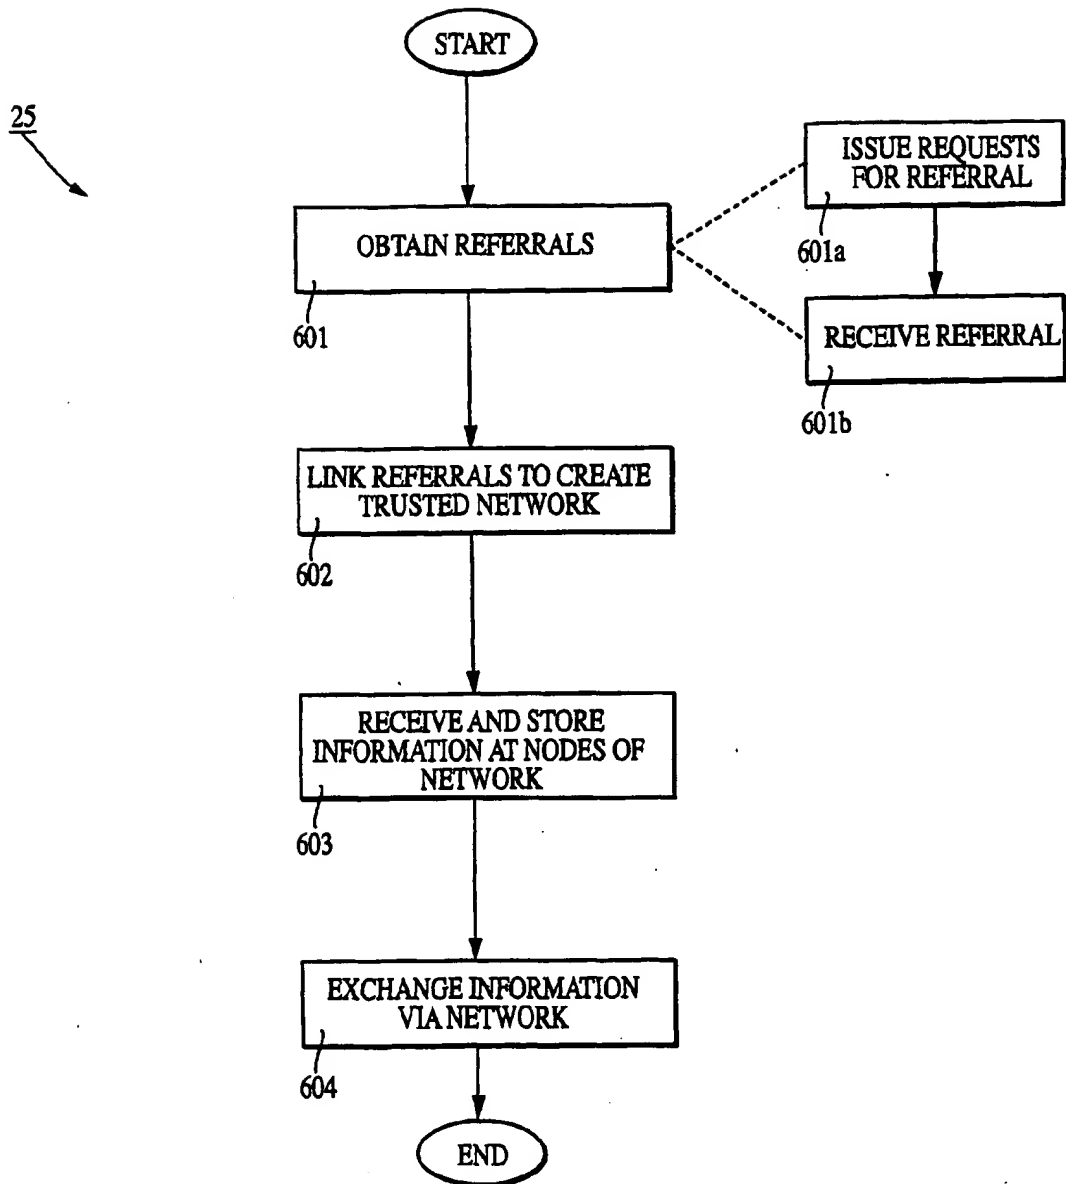 START
25
ISSUE REQUESTS
FOR REFERRAL
601a
OBTAIN REFERRALS
601
RECEIVE REFERRAL
601b
LINK REFERRALS TO CREATE
TRUSTED NETWORK
602
RECEIVE AND STORE
INFORMATION AT NODES OF
NETWORK
603
EXCHANGE INFORMATION
VIA NETWORK
604
END